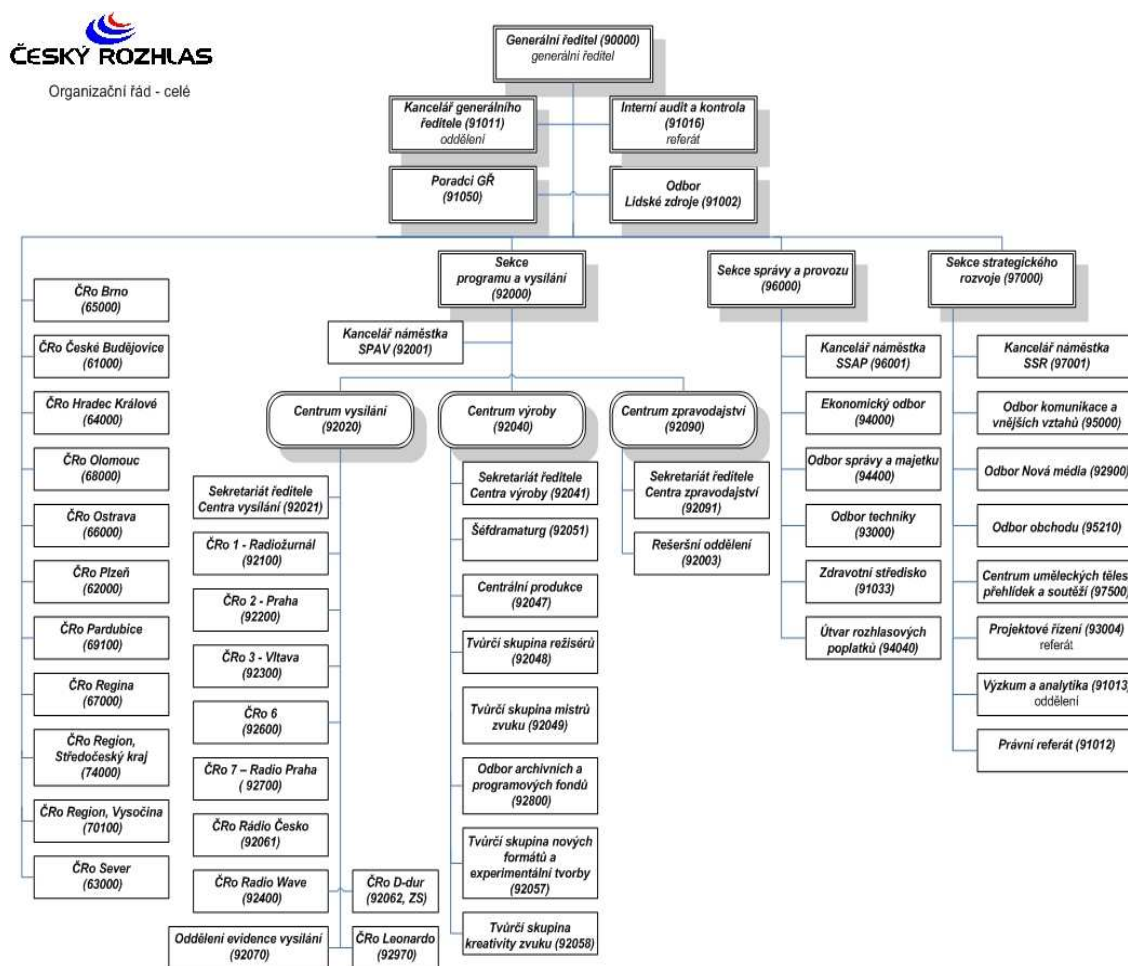 ČESKÝ ROZHLAS
Organizační řád - celé
Generální ředitel (90000)
generální ředitel
Kancelář generálního
ředitele (91011)
oddělení
Interní audit a kontrola
(91016)
referát
Poradci GŘ
(91050)
Odbor
Lidské zdroje (91002)
Sekce
programu a vysílání
(92000)
Sekce správy a provozu
(96000)
Sekce strategického
rozvoje (97000)
ČRo Brno
(65000)
ČRo České Budějovice
(61000)
ČRo Hradec Králové
(64000)
ČRo Olomouc
(68000)
ČRo Ostrava
(66000)
ČRo Plzeň
(62000)
ČRo Pardubice
(69100)
ČRo Regina
(67000)
ČRo Region,
Středočeský kraj
(74000)
ČRo Region, Vysočina
(70100)
ČRo Sever
(63000)
Kancelář náměstka
SPAV (92001)
Centrum vysílání
(92020)
Sekretariát ředitele
Centra vysílání (92021)
ČRo 1 - Radiožurnál
(92100)
ČRo 2 - Praha
(92200)
ČRo 3 - Vltava
(92300)
ČRo 6
(92600)
ČRo 7 – Radio Praha
( 92700)
ČRo Rádio Česko
(92061)
ČRo Radio Wave
(92400)
ČRo D-dur
(92062, ZS)
Oddělení evidence vysílání
(92070)
ČRo Leonardo
(92970)
Centrum výroby
(92040)
Sekretariát ředitele
Centra výroby (92041)
Šéfdramaturg (92051)
Centrální produkce
(92047)
Tvůrčí skupina režisérů
(92048)
Tvůrčí skupina mistrů
zvuku (92049)
Odbor archivních a
programových fondů
(92800)
Tvůrčí skupina nových
formátů a
experimentální tvorby
(92057)
Tvůrčí skupina
kreativity zvuku (92058)
Centrum zpravodajství
(92090)
Sekretariát ředitele
Centra zpravodajství
(92091)
Rešeršní oddělení
(92003)
Kancelář náměstka
SSAP (96001)
Ekonomický odbor
(94000)
Odbor správy a majetku
(94400)
Odbor techniky
(93000)
Zdravotní středisko
(91033)
Útvar rozhlasových
poplatků (94040)
Kancelář náměstka
SSR (97001)
Odbor komunikace a
vnějších vztahů (95000)
Odbor Nová média (92900)
Odbor obchodu (95210)
Centrum uměleckých těles,
přehlídek a soutěží (97500)
Projektové řízení (93004)
referát
Výzkum a analytika (91013)
oddělení
Právní referát (91012)